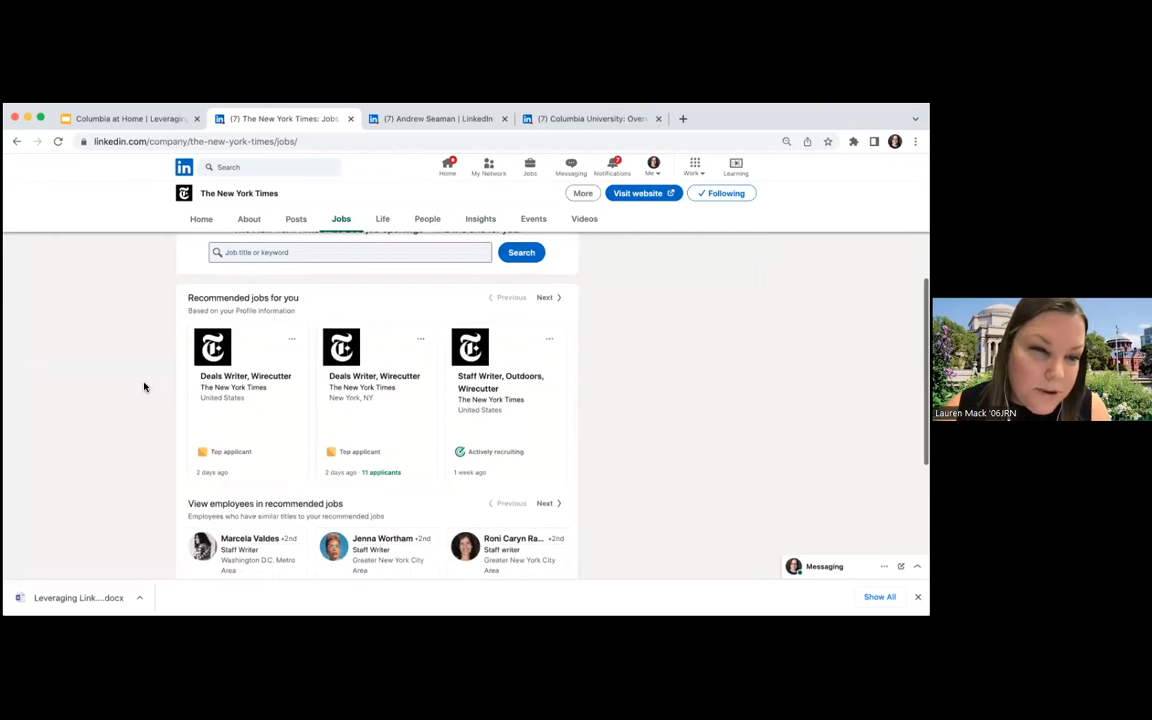 Columbia at Home | Leveragin
(7) The New York Times: Jobs
(7) Andrew Seaman | LinkedIn
(7) Columbia University: Over
linkedin.com/company/the-new-york-times/jobs/
Search
Home
My Network
Jobs
Messaging
Notifications
Me
Work
Learning
The New York Times
More
Visit website
Following
Home
About
Posts
Jobs
Life
People
Insights
Events
Videos
Job title or keyword
Search
Recommended jobs for you
Previous
Next
Based on your Profile information
Deals Writer, Wirecutter
The New York Times
United States
Top applicant
2 days ago
Deals Writer, Wirecutter
The New York Times
New York, NY
Top applicant
2 days ago · 11 applicants
Staff Writer, Outdoors,
Wirecutter
The New York Times
United States
Actively recruiting
1 week ago
View employees in recommended jobs
Previous
Next
Employees who have similar titles to your recommended jobs
Marcela Valdes • 2nd
Staff Writer
Washington D.C. Metro
Area
Jenna Wortham • 2nd
Staff Writer
Greater New York City
Area
Roni Caryn Ra... • 2nd
Staff writer
Greater New York City
Area
Messaging
Leveraging Link....docx
Show All
Lauren Mack '06JRN